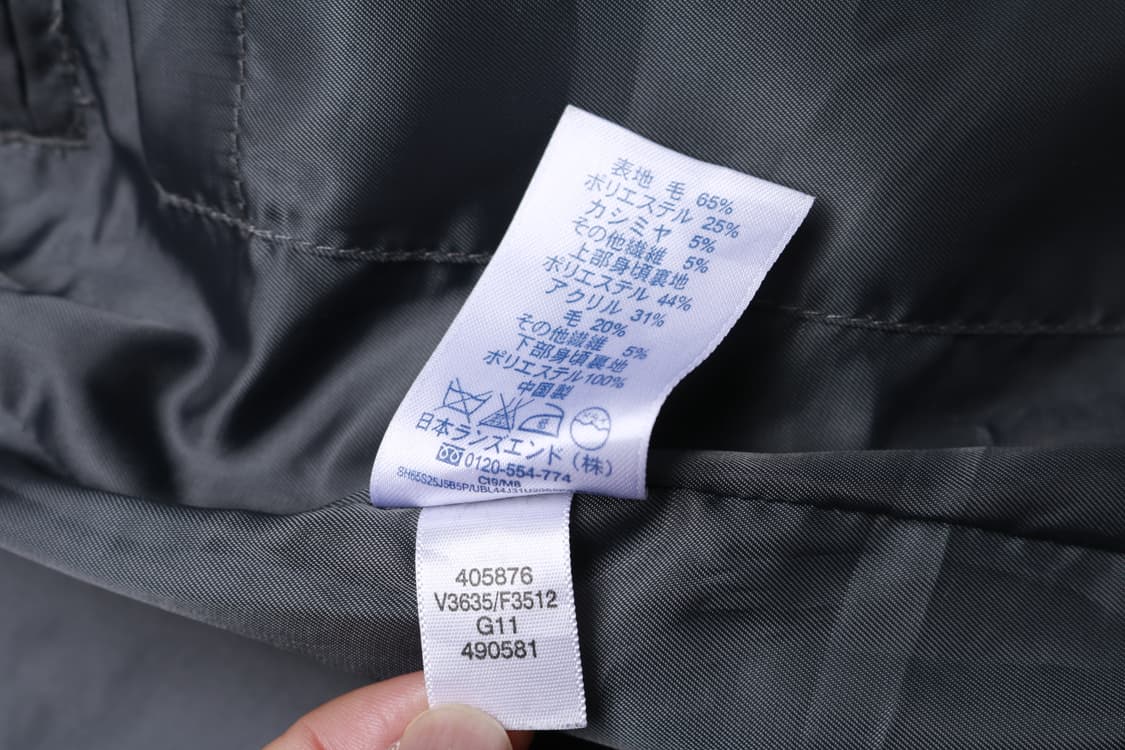 表地 毛 65%
ポリエステル 25%
カシミヤ 5%
その他繊維 5%
上部身頃裏地
ポリエステル 44%
アクリル 31%
毛 20%
その他繊維 5%
下部身頃裏地
ポリエステル100%
中国製
日本ランズエンド(株)
0120-554-774
C19/M8
405876
V3635/F3512
G11
490581